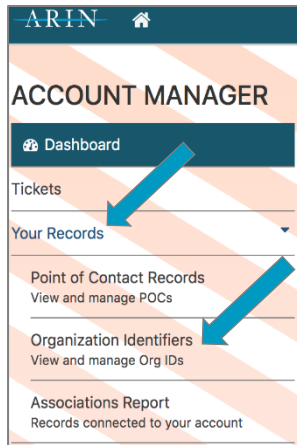 ARIN
ACCOUNT MANAGER
Dashboard
Tickets
Your Records
Point of Contact Records
View and manage POCs
Organization Identifiers
View and manage Org IDs
Associations Report
Records connected to your account